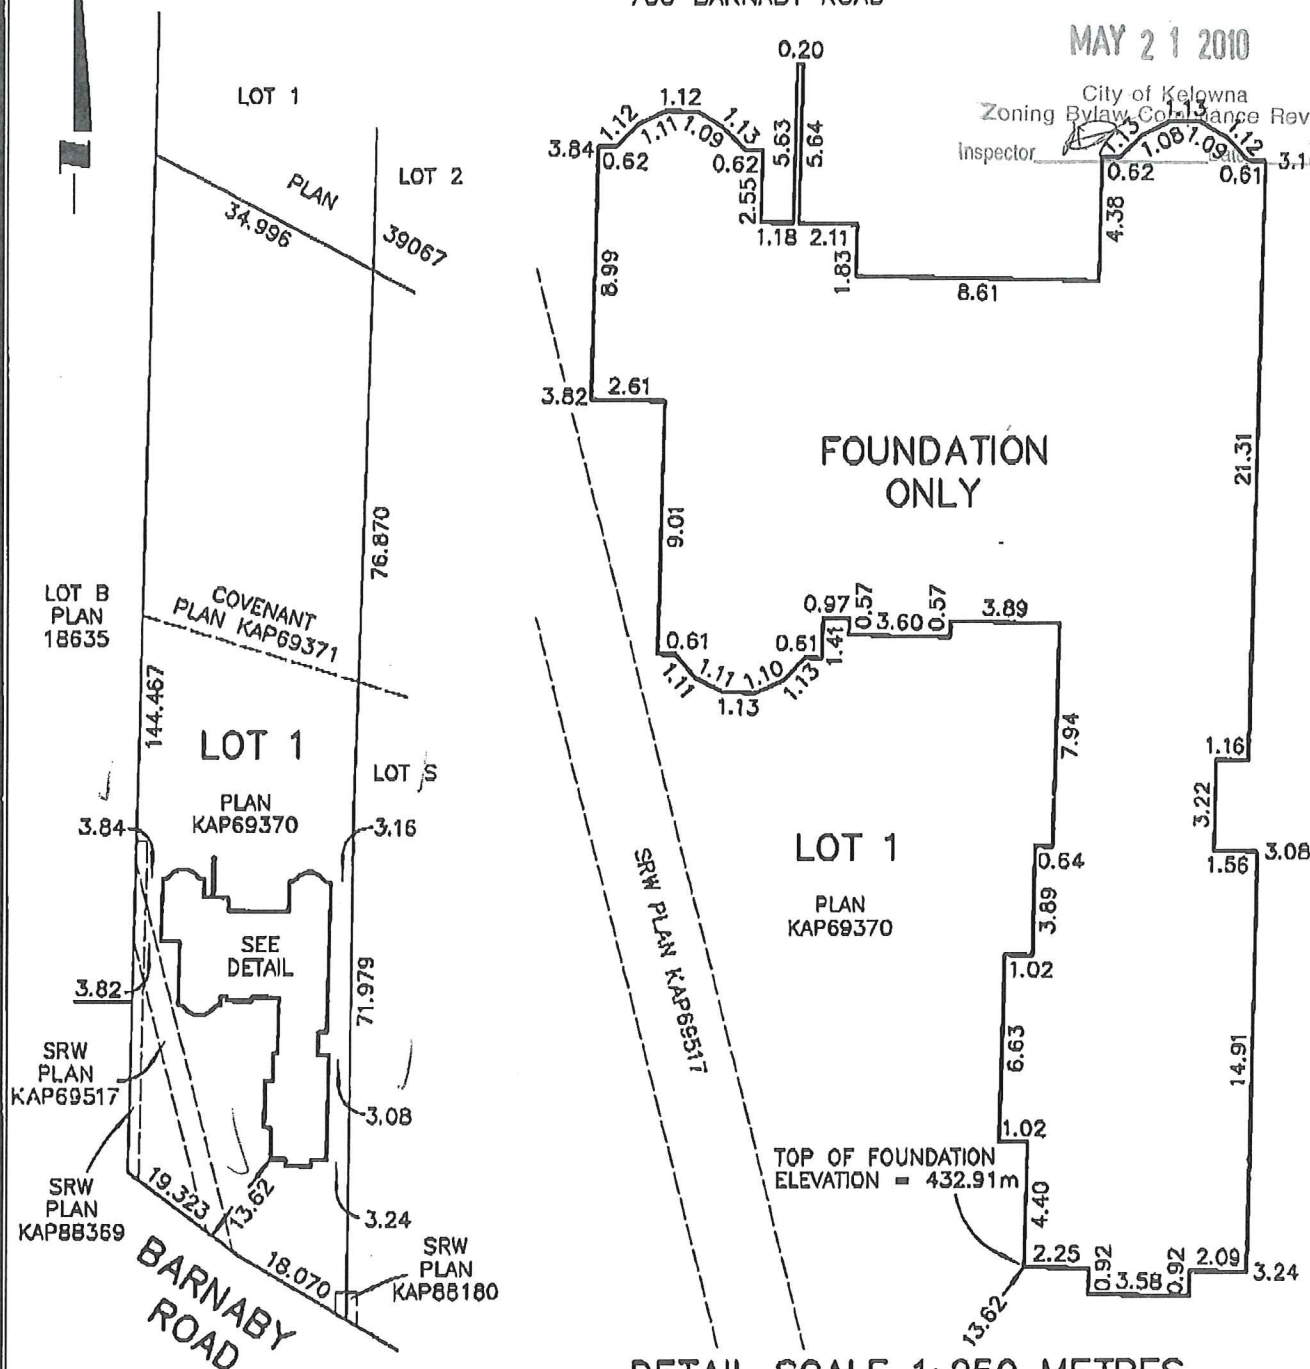 BARNABY ROAD
MAY 2 1 2010
City of Kelowna
Zoning Bylaw Compliance Rev
Inspector
LOT 1
PLAN
34.996
LOT 2
39067
76.870
LOT B
PLAN
18635
COVENANT
PLAN KAP69371
144.467
LOT 1
PLAN
KAP69370
LOT S
3.84
3.16
SEE
DETAIL
3.82
71.979
SRW
PLAN
KAP69517
3.08
SRW
PLAN
KAP88369
19.323
13.62
3.24
18.070
SRW
PLAN
KAP88180
BARNABY
ROAD
0.20
3.84
0.62
1.12
1.11
1.12
1.09
1.13
0.62
2.55
5.63
5.64
1.18
2.11
1.83
8.61
4.38
0.62
1.13
1.08
1.13
1.09
1.12
0.61
8.99
3.82
2.61
9.01
FOUNDATION
ONLY
21.31
0.61
1.11
1.11
1.13
1.10
1.13
0.61
1.41
0.97
0.57
3.60
0.57
3.89
7.94
1.16
3.22
1.56
3.08
LOT 1
PLAN
KAP69370
0.64
3.89
1.02
6.63
1.02
14.91
SRW PLAN KAP69517
TOP OF FOUNDATION
ELEVATION = 432.91m
4.40
2.25
0.92
3.58
0.92
2.09
3.24
13.62
DETAIL SCALE 1:250 METRES